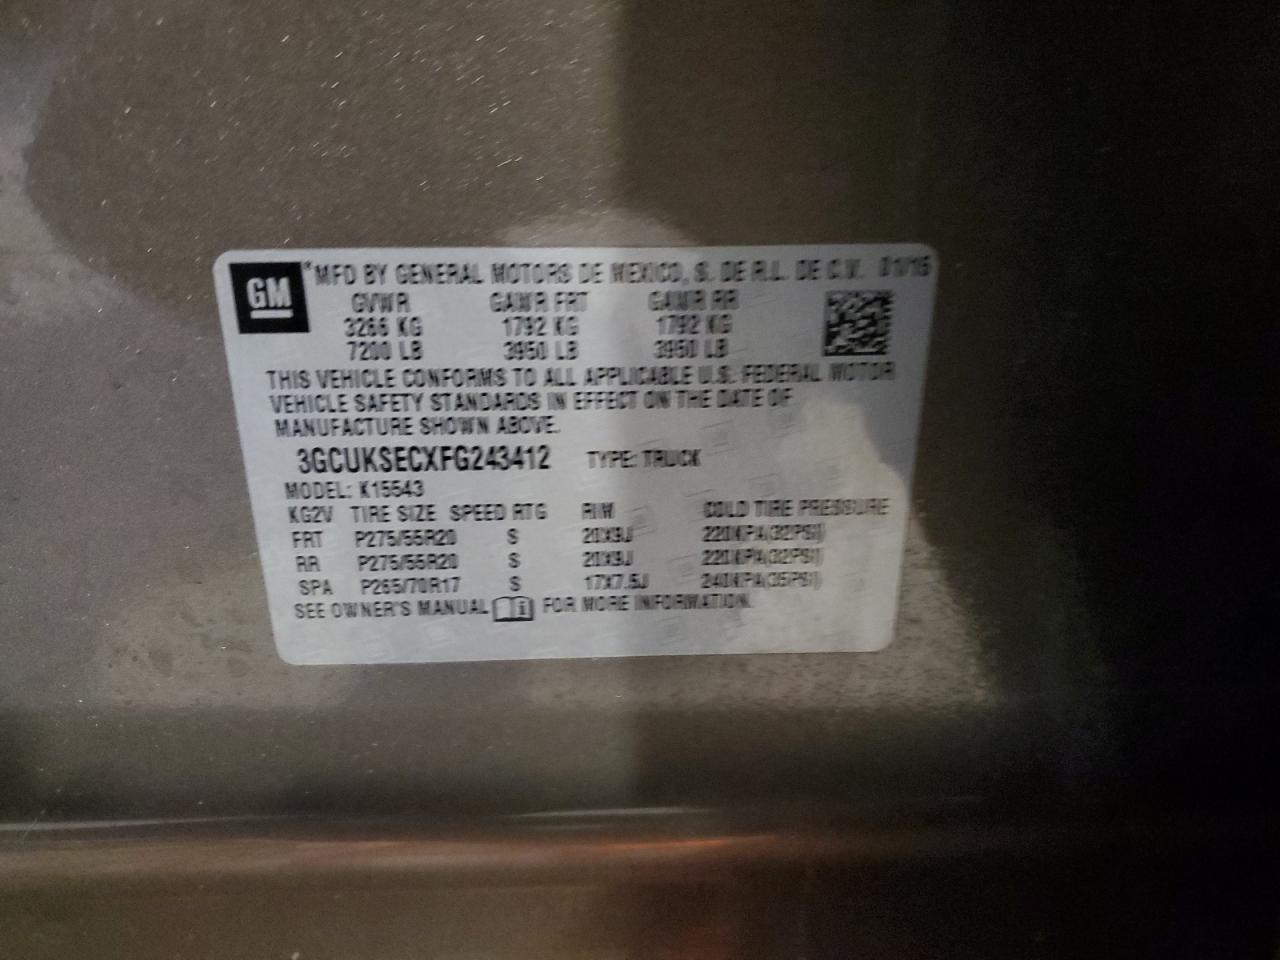 GM
*MFD BY GENERAL MOTORS DE MEXICO, S. DE R.L. DE C.V. 01/15
GVWR GAWR FRT GAWR RR
3266 KG 1792 KG 1792 KG
7200 LB 3950 LB 3950 LB
THIS VEHICLE CONFORMS TO ALL APPLICABLE U.S. FEDERAL MOTOR
VEHICLE SAFETY STANDARDS IN EFFECT ON THE DATE OF
MANUFACTURE SHOWN ABOVE.
3GCUKSECXFG243412 TYPE: TRUCK
MODEL: K15543
KG2V TIRE SIZE SPEED RTG RIM COLD TIRE PRESSURE
FRT P275/55R20 S 20X9J 220KPA(32PSI)
RR P275/55R20 S 20X9J 220KPA(32PSI)
SPA P265/70R17 S 17X7.5J 240KPA(35PSI)
SEE OWNER'S MANUAL FOR MORE INFORMATION.